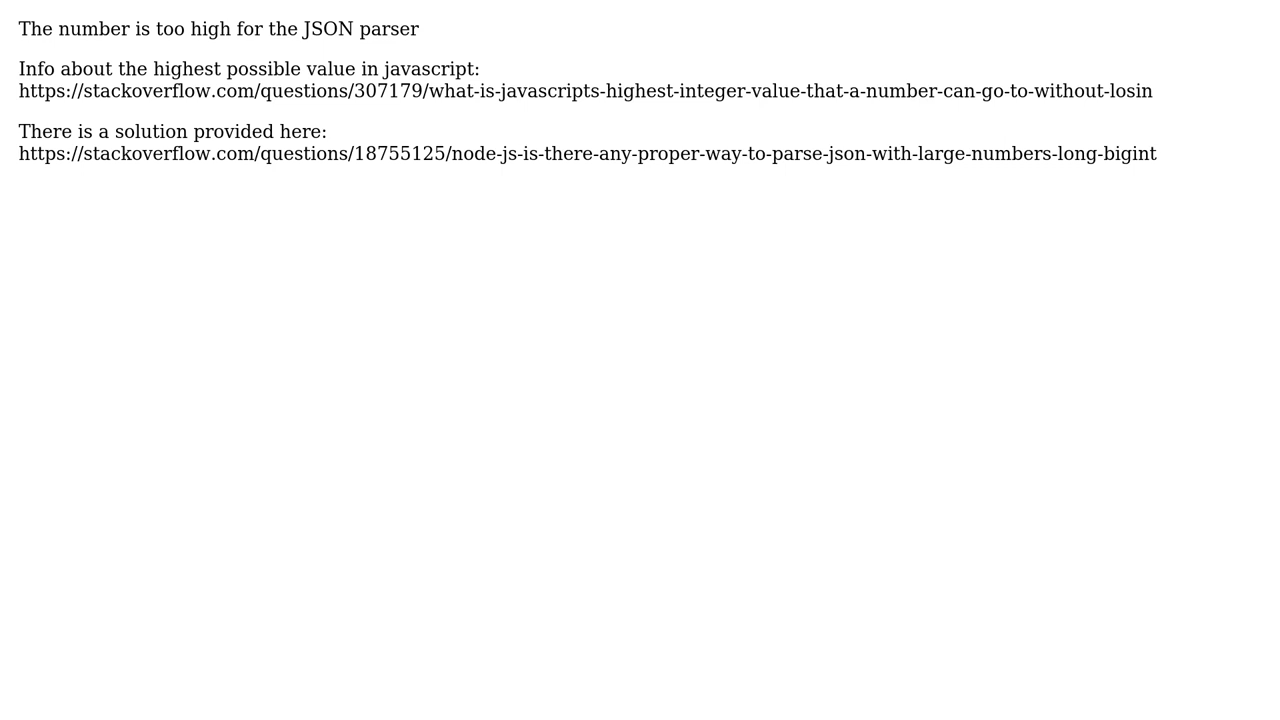 The number is too high for the JSON parser
Info about the highest possible value in javascript:
https://stackoverflow.com/questions/307179/what-is-javascripts-highest-integer-value-that-a-number-can-go-to-without-losin
There is a solution provided here:
https://stackoverflow.com/questions/18755125/node-js-is-there-any-proper-way-to-parse-json-with-large-numbers-long-bigint